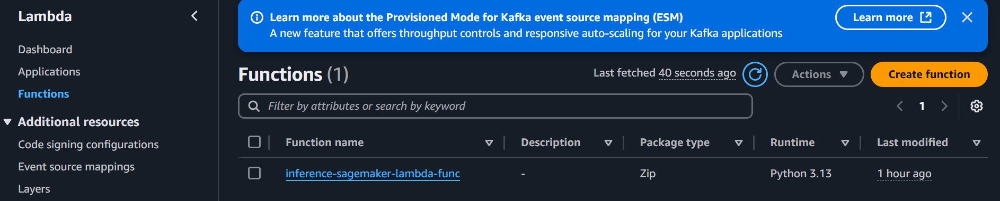 Lambda
Dashboard
Applications
Functions
Additional resources
Code signing configurations
Event source mappings
Layers
Learn more about the Provisioned Mode for Kafka event source mapping (ESM)
A new feature that offers throughput controls and responsive auto-scaling for your Kafka applications
Learn more
Functions (1)
Last fetched 40 seconds ago
Actions
Create function
Filter by attributes or search by keyword
1
Function name Description Package type Runtime Last modified
inference-sagemaker-lambda-func - Zip Python 3.13 1 hour ago